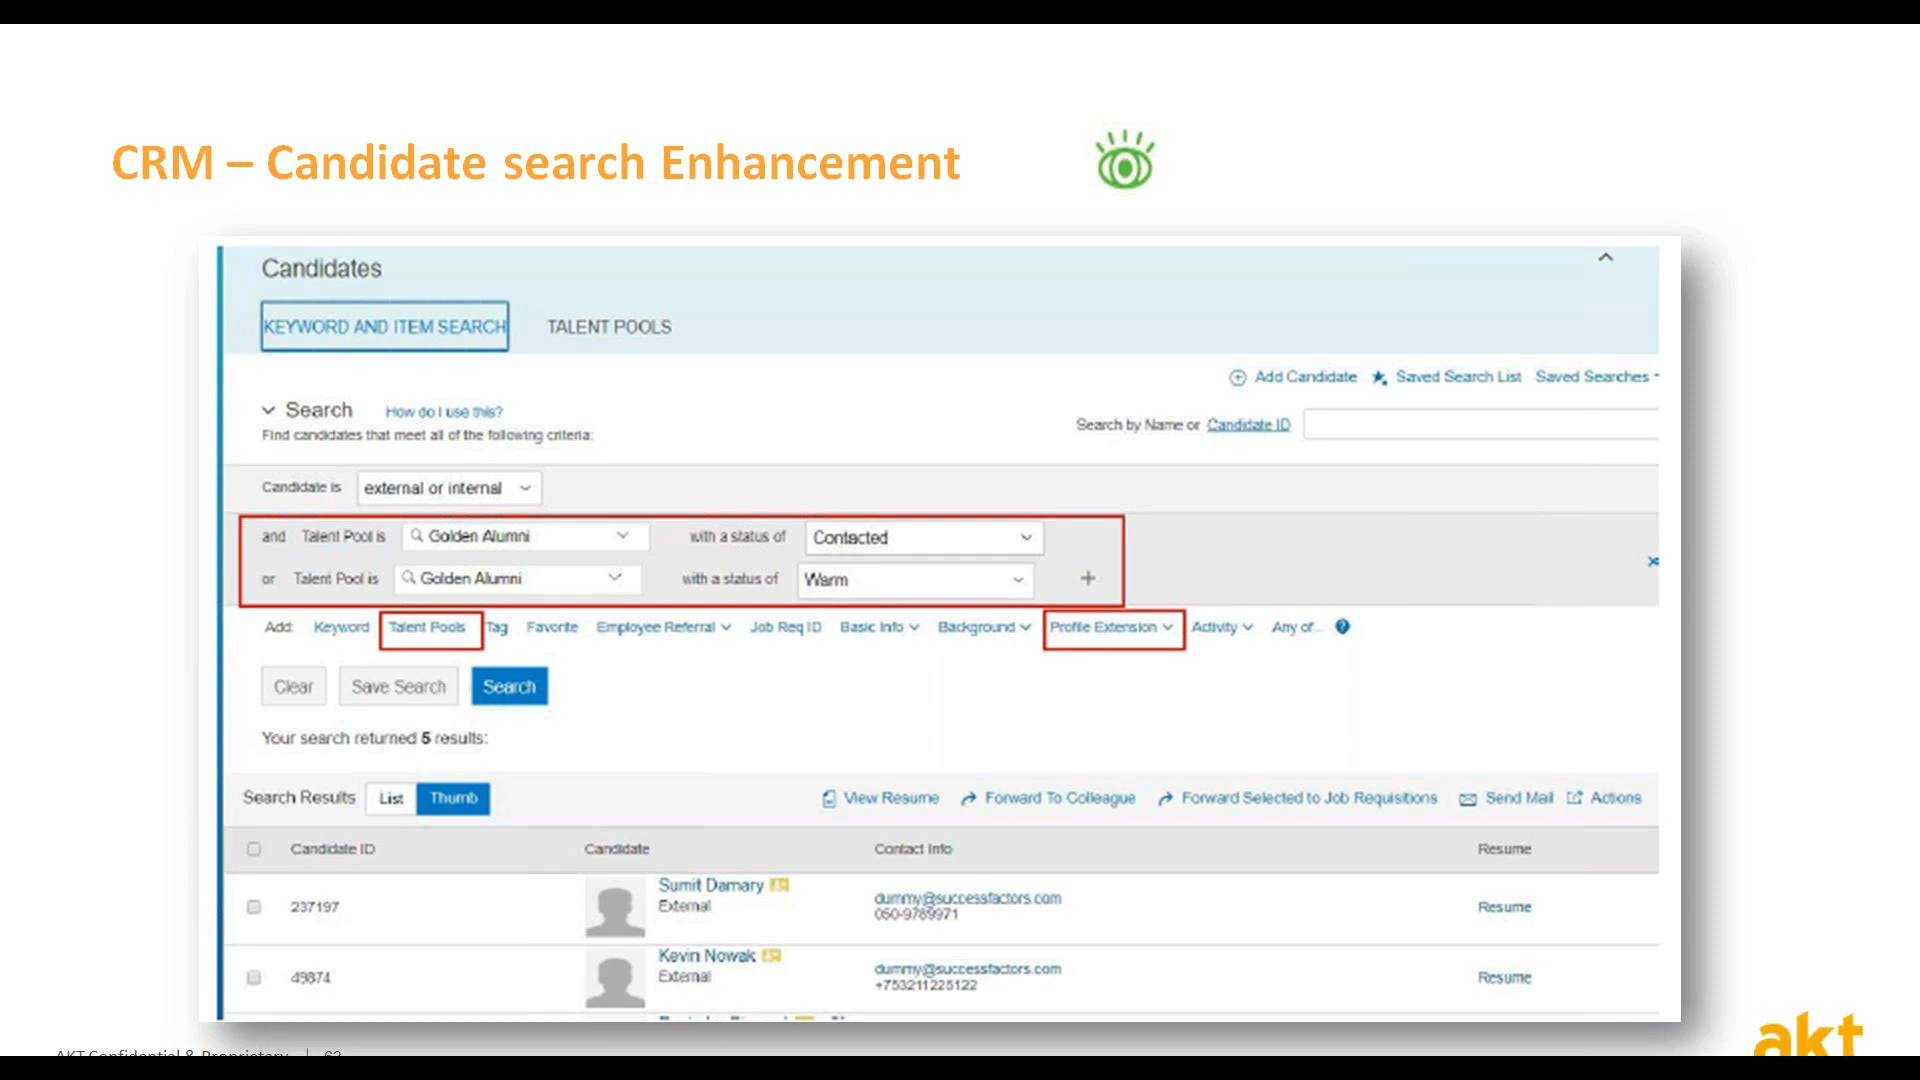 CRM – Candidate search Enhancement
Candidates
KEYWORD AND ITEM SEARCH TALENT POOLS
Add Candidate Saved Search List Saved Searches
Search How do I use this?
Search by Name or Candidate ID
Find candidates that meet all of the following criteria:
Candidate is external or internal
and Talent Pool is Golden Alumni with a status of Contacted
or Talent Pool is Golden Alumni with a status of Warm +
Add: Keyword Talent Pools Tag Favorite Employee Referral Job Req ID Basic Info Background Profile Extension Activity Any of... ?
Clear Save Search Search
Your search returned 5 results:
Search Results List Thumb View Resume Forward To Colleague Forward Selected to Job Requisitions Send Mail Actions
Candidate ID Candidate Contact Info Resume
237197 Sumit Damary dummy@successfactors.com Resume
External 050-9789971
49874 Kevin Nowak dummy@successfactors.com Resume
External +753211225122
AKT Confidential & Proprietary | 62
akt